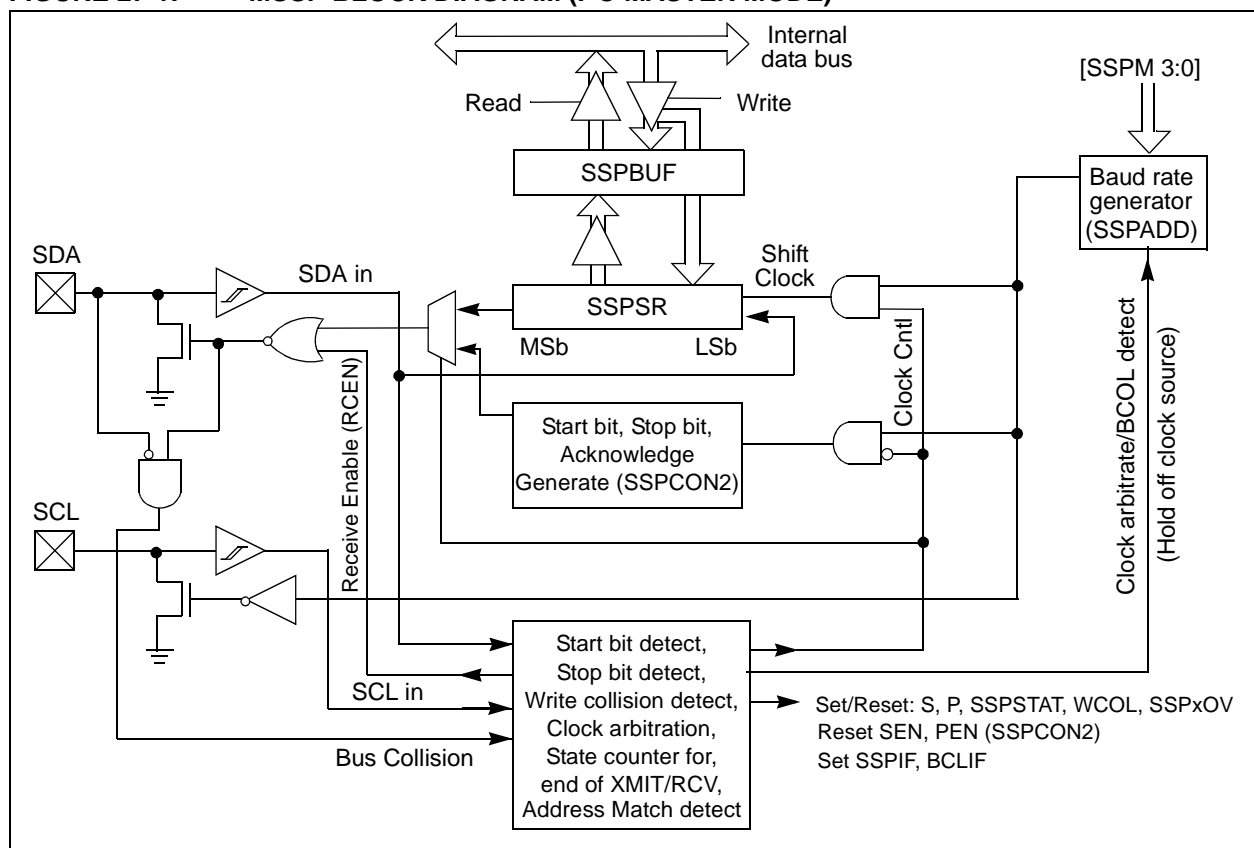 Internal
data bus
[SSPM 3:0]
Read
Write
SSPBUF
Baud rate
generator
(SSPADD)
SDA
SDA in
Shift
Clock
SSPSR
MSb
LSb
Clock Cntl
Receive Enable (RCEN)
Start bit, Stop bit,
Acknowledge
Generate (SSPCON2)
Clock arbitrate/BCOL detect
(Hold off clock source)
SCL
SCL in
Bus Collision
Start bit detect,
Stop bit detect,
Write collision detect,
Clock arbitration,
State counter for,
end of XMIT/RCV,
Address Match detect
Set/Reset: S, P, SSPSTAT, WCOL, SSPxOV
Reset SEN, PEN (SSPCON2)
Set SSPIF, BCLIF